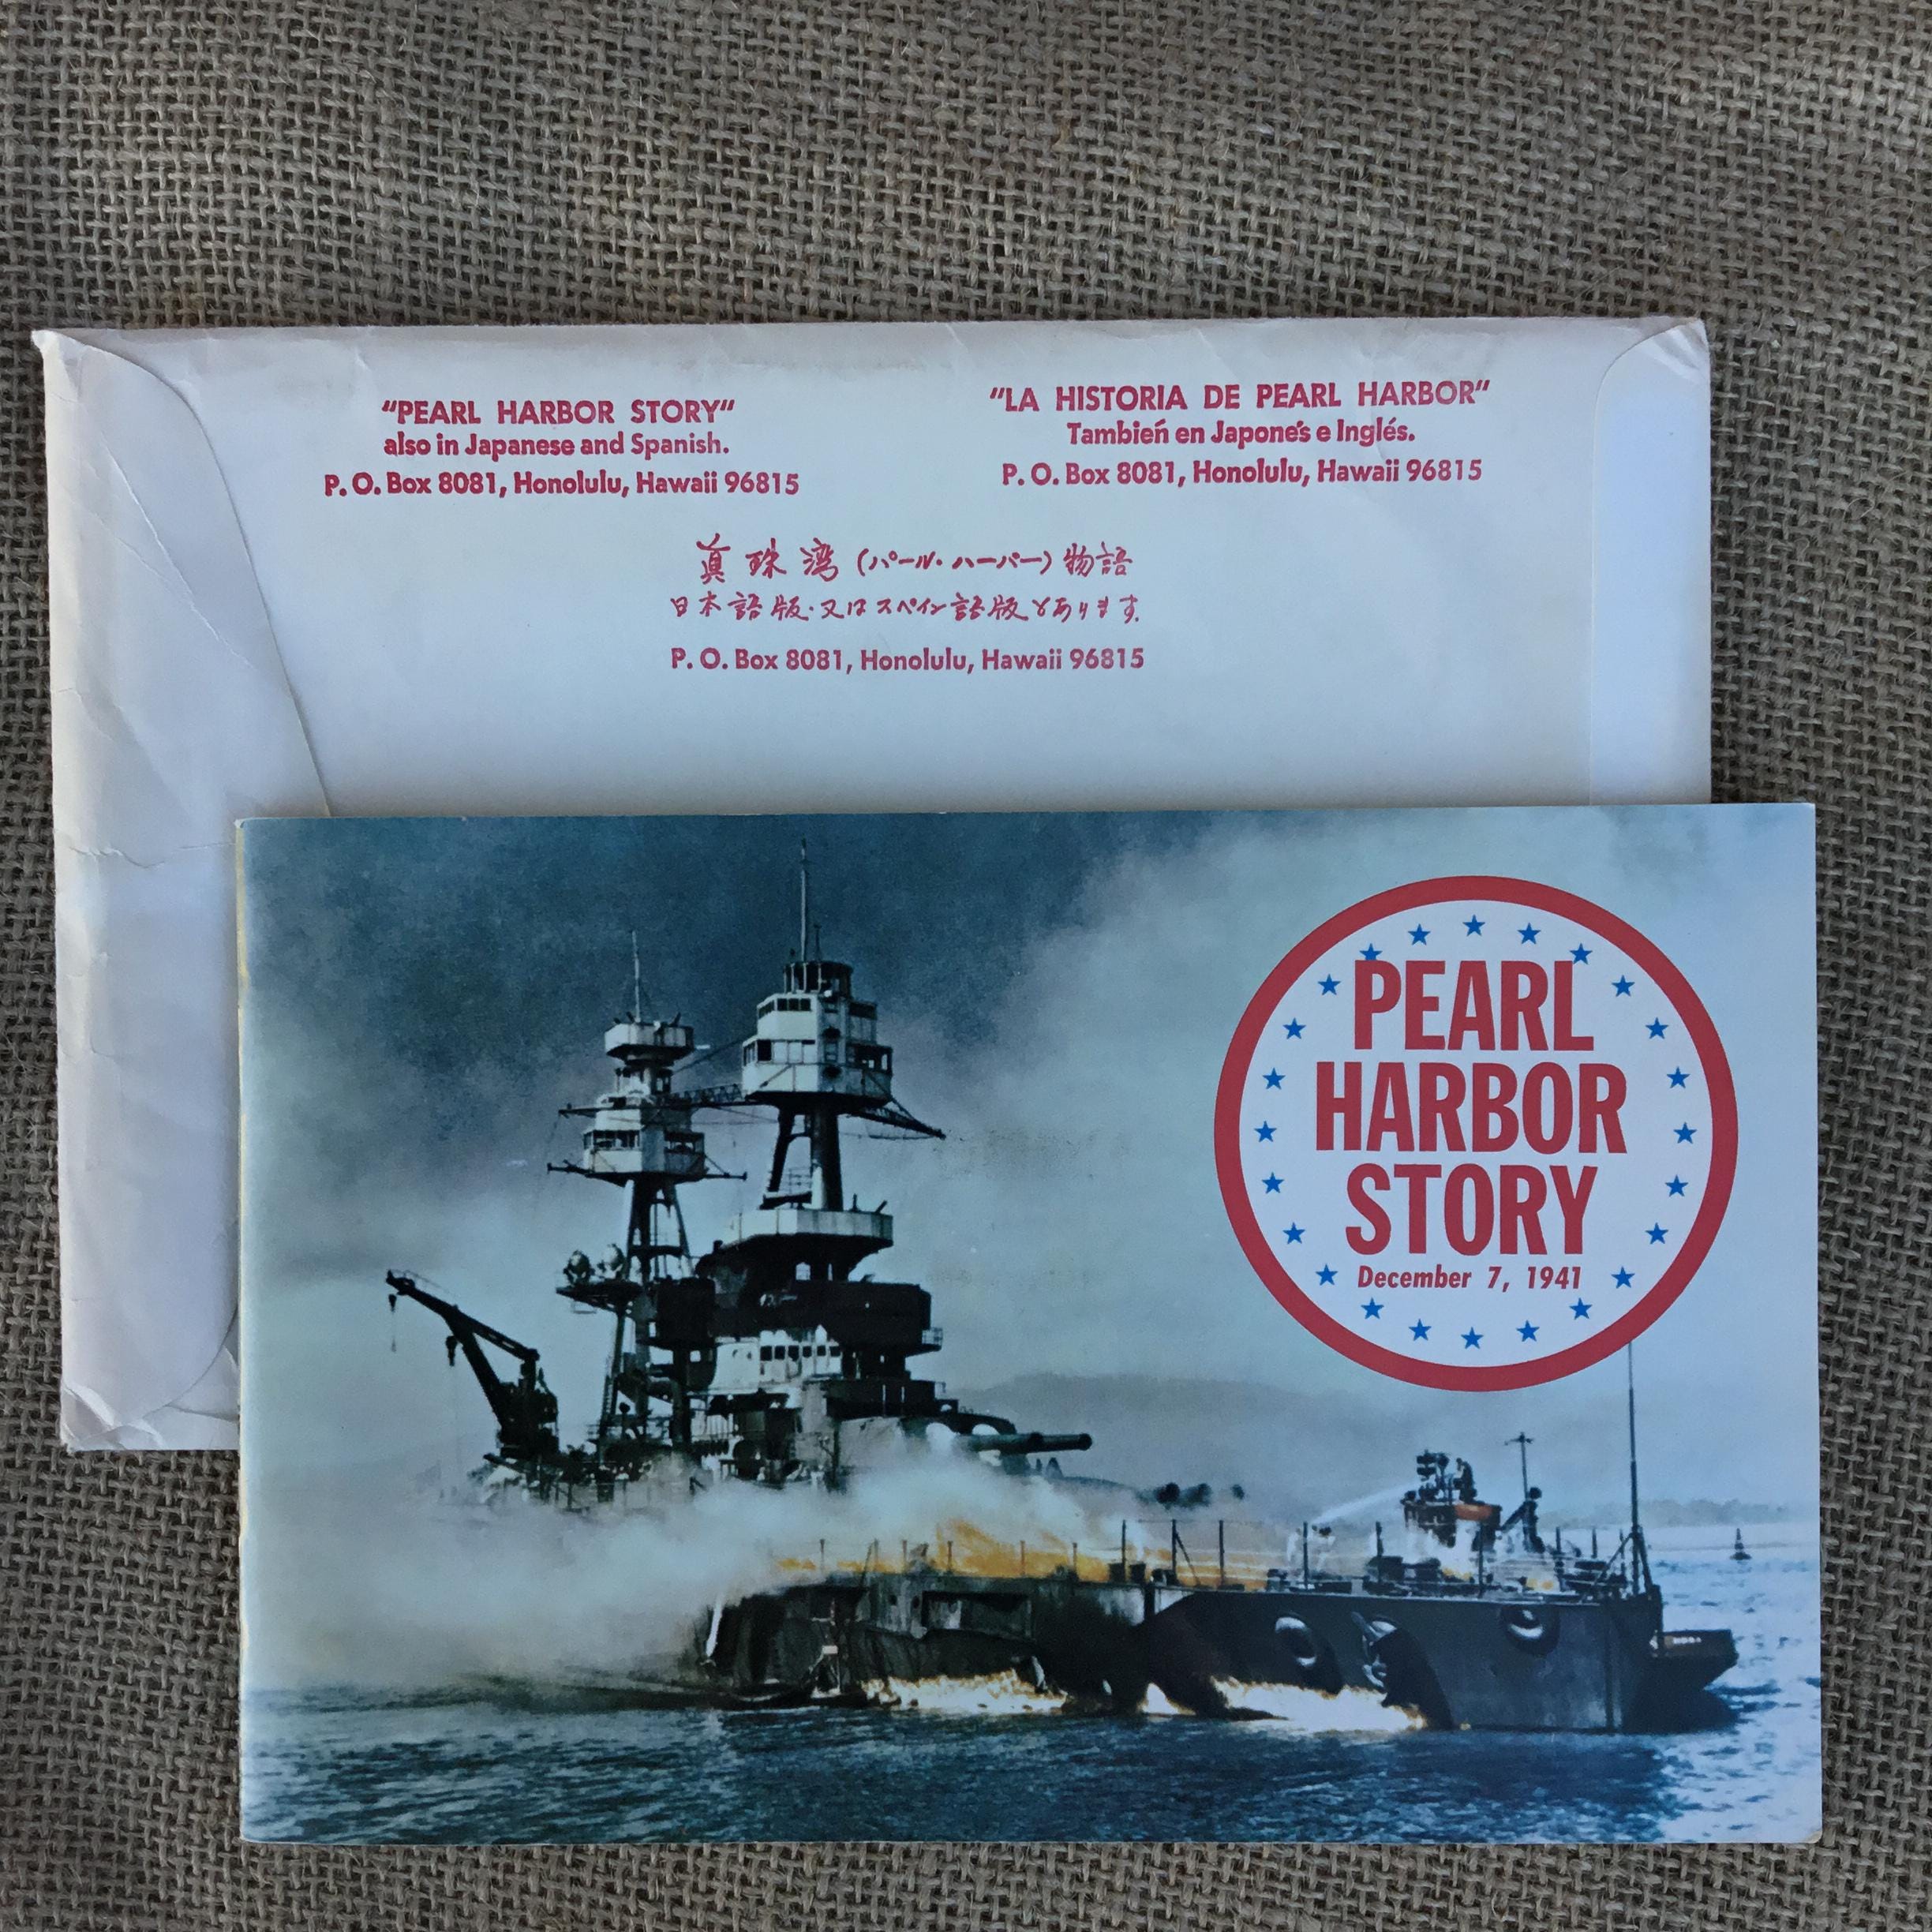 "PEARL HARBOR STORY"
also in Japanese and Spanish.
P. O. Box 8081, Honolulu, Hawaii 96815
"LA HISTORIA DE PEARL HARBOR"
Tambień en Japone's e Inglés.
P. O. Box 8081, Honolulu, Hawaii 96815
眞珠湾(パール・ハーバー)物語
日本語版・又はスペイン語版もあります.
P. O. Box 8081, Honolulu, Hawaii 96815
PEARL
HARBOR
STORY
December 7, 1941